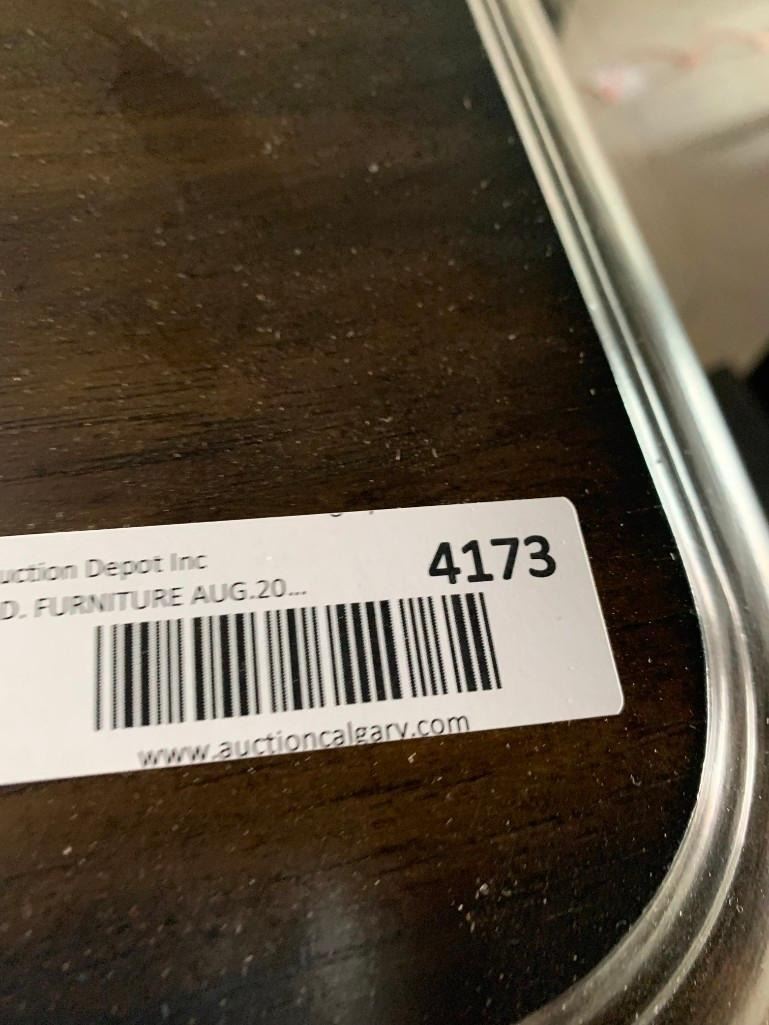 uction Depot Inc
4173
D. FURNITURE AUG.20...
www.auctioncalgary.com